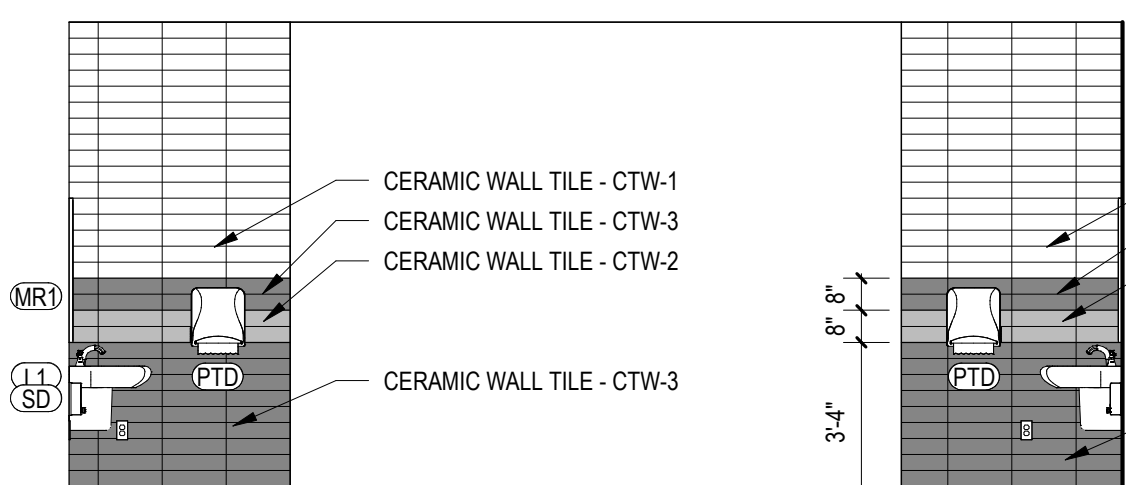 CERAMIC WALL TILE - CTW-1
CERAMIC WALL TILE - CTW-3
CERAMIC WALL TILE - CTW-2
MR1
8"
8"
L1
SD
PTD
PTD
CERAMIC WALL TILE - CTW-3
3'-4"